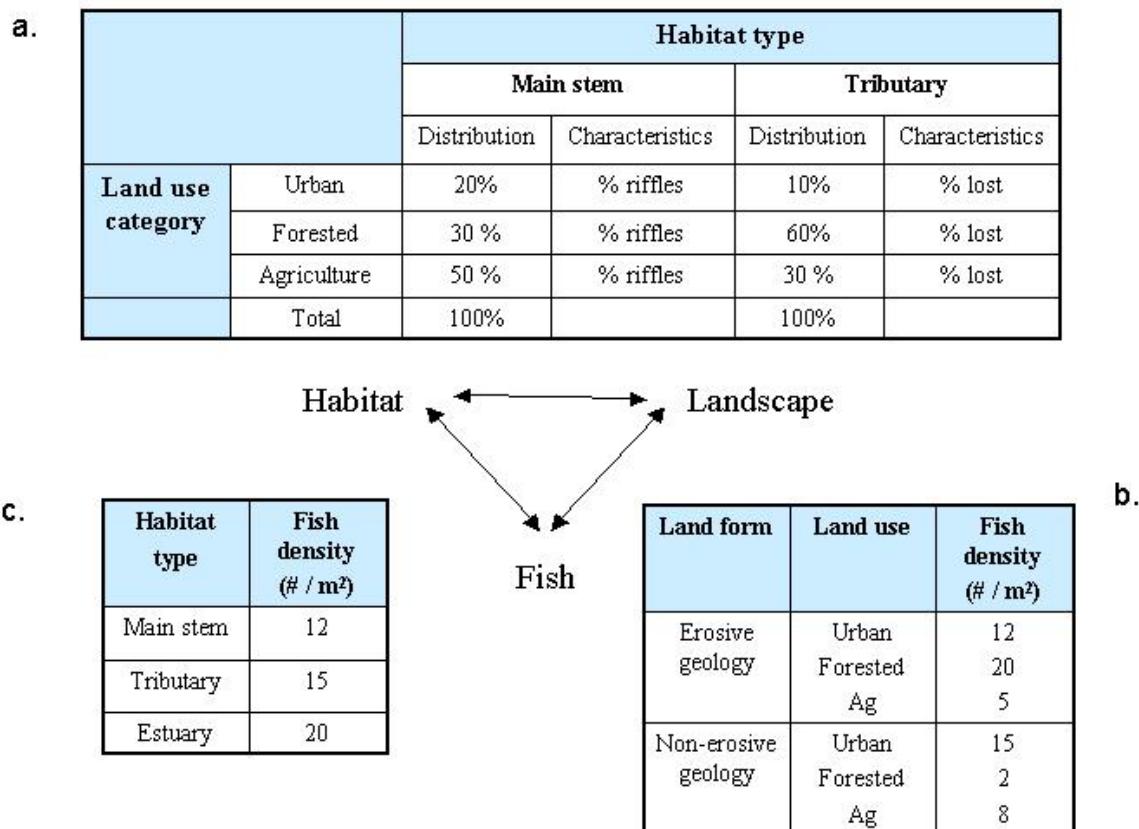 a.
Habitat type
Main stem Tributary
Distribution Characteristics Distribution Characteristics
Land use
category
Urban 20% % riffles 10% % lost
Forested 30 % % riffles 60% % lost
Agriculture 50 % % riffles 30 % % lost
Total 100% 100%
Habitat Landscape
Fish
c.
Habitat
type
Fish
density
(# / m²)
Main stem 12
Tributary 15
Estuary 20
b.
Land form Land use Fish
density
(# / m²)
Erosive
geology
Urban 12
Forested 20
Ag 5
Non-erosive
geology
Urban 15
Forested 2
Ag 8